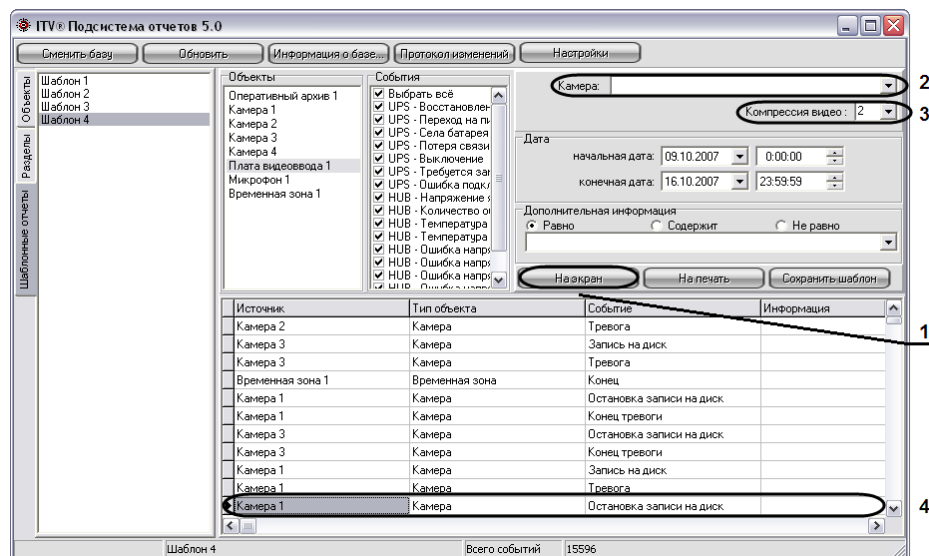 ITV® Подсистема отчетов 5.0
Сменить базу Обновить Информация о базе... Протокол изменений Настройки
Объекты
Разделы
Шаблонные отчеты
Шаблон 1
Шаблон 2
Шаблон 3
Шаблон 4
Объекты
Оперативный архив 1
Камера 1
Камера 2
Камера 3
Камера 4
Плата видеоввода 1
Микрофон 1
Временная зона 1
События
Выбрать всё
UPS - Восстановлен
UPS - Переход на пи
UPS - Села батарея
UPS - Потеря связи
UPS - Выключение
UPS - Требуется зам
UPS - Ошибка подкл
HUB - Напряжение
HUB - Количество
HUB - Температура
HUB - Температура
HUB - Ошибка напр
HUB - Ошибка напр
HUB - Ошибка напр
Камера:
2
Компрессия видео : 2
3
Дата
начальная дата: 09.10.2007 0:00:00
конечная дата: 16.10.2007 23:59:59
Дополнительная информация
Равно Содержит Не равно
На экран На печать Сохранить шаблон
1
Источник Тип объекта Событие Информация
Камера 2 Камера Тревога
Камера 3 Камера Запись на диск
Камера 3 Камера Тревога
Временная зона 1 Временная зона Конец
Камера 1 Камера Остановка записи на диск
Камера 1 Камера Конец тревоги
Камера 3 Камера Остановка записи на диск
Камера 3 Камера Конец тревоги
Камера 1 Камера Запись на диск
Камера 1 Камера Тревога
Камера 1 Камера Остановка записи на диск
4
Шаблон 4 Всего событий 15596